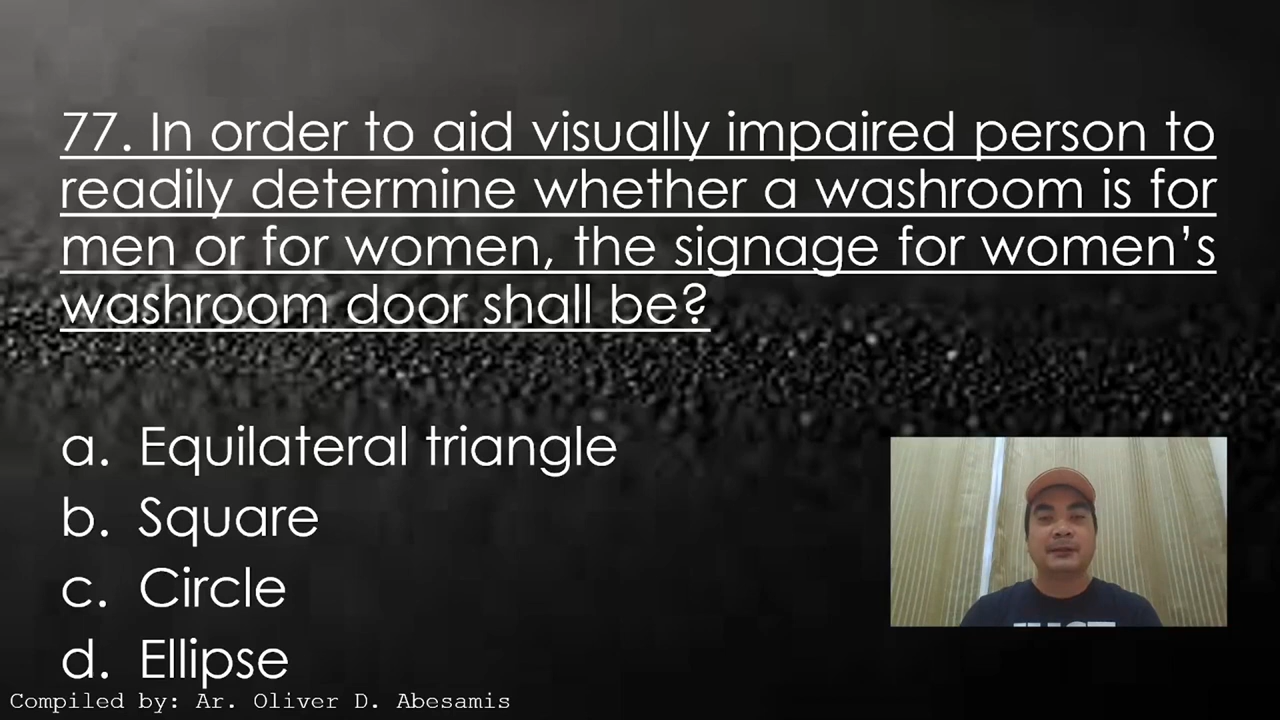 77. In order to aid visually impaired person to
readily determine whether a washroom is for
men or for women, the signage for women’s
washroom door shall be?
a. Equilateral triangle
b. Square
c. Circle
d. Ellipse
Compiled by: Ar. Oliver D. Abesamis